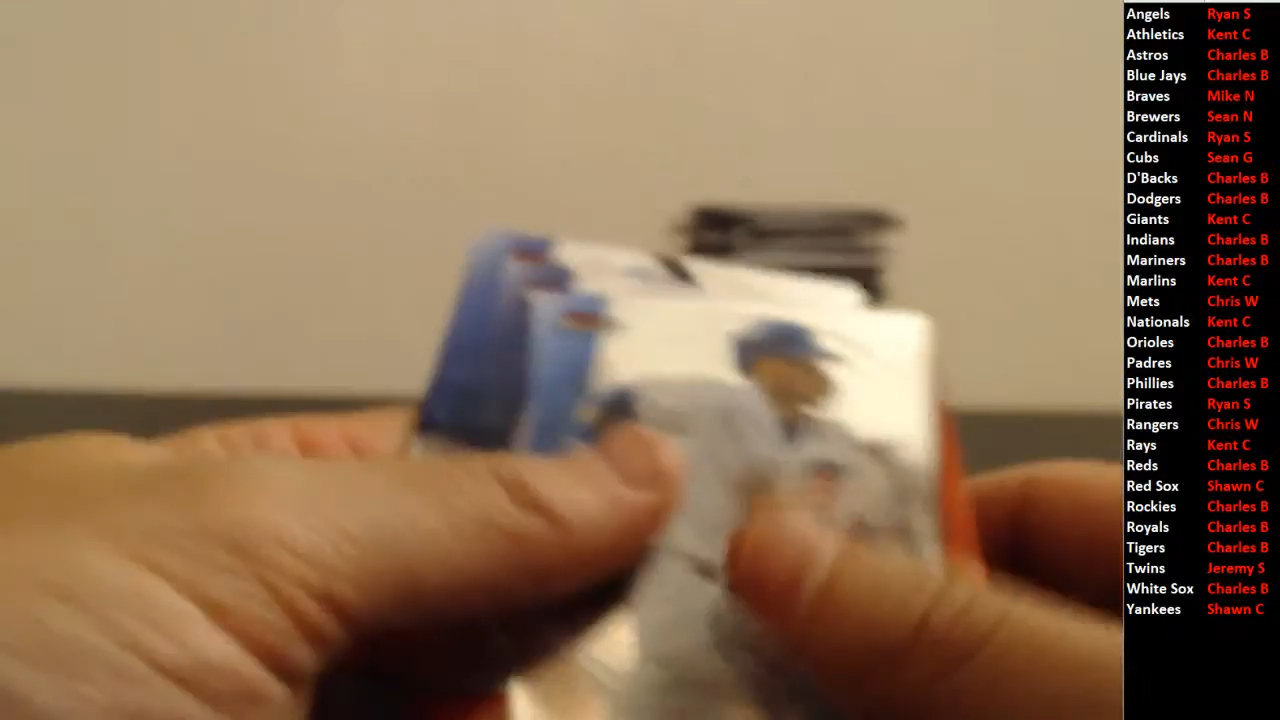 Angels Ryan S
Athletics Kent C
Astros Charles B
Blue Jays Charles B
Braves Mike N
Brewers Sean N
Cardinals Ryan S
Cubs Sean G
D'Backs Charles B
Dodgers Charles B
Giants Kent C
Indians Charles B
Mariners Charles B
Marlins Kent C
Mets Chris W
Nationals Kent C
Orioles Charles B
Padres Chris W
Phillies Charles B
Pirates Ryan S
Rangers Chris W
Rays Kent C
Reds Charles B
Red Sox Shawn C
Rockies Charles B
Royals Charles B
Tigers Charles B
Twins Jeremy S
White Sox Charles B
Yankees Shawn C